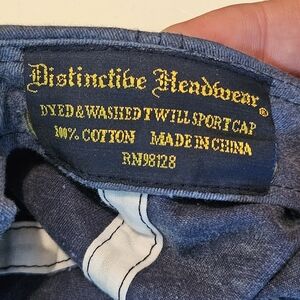 Distinctive Headwear®
DYED & WASHED TWILL SPORT CAP
100% COTTON MADE IN CHINA
RN98128